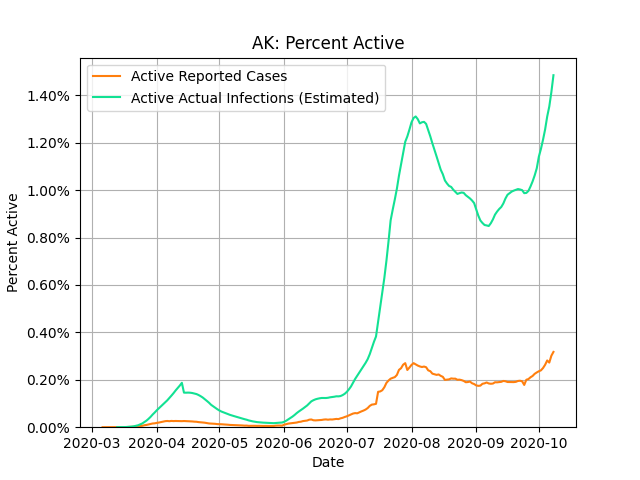 AK: Percent Active
Active Reported Cases
Active Actual Infections (Estimated)
Percent Active
1.40%
1.20%
1.00%
0.80%
0.60%
0.40%
0.20%
0.00%
2020-03 2020-04 2020-05 2020-06 2020-07 2020-08 2020-09 2020-10
Date